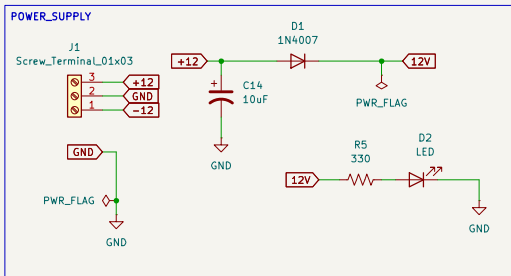 POWER_SUPPLY
J1
Screw_Terminal_01x03
3
+12
2
GND
1
-12
+12
D1
1N4007
12V
PWR_FLAG
+
C14
10uF
GND
GND
PWR_FLAG
GND
12V
R5
330
D2
LED
GND